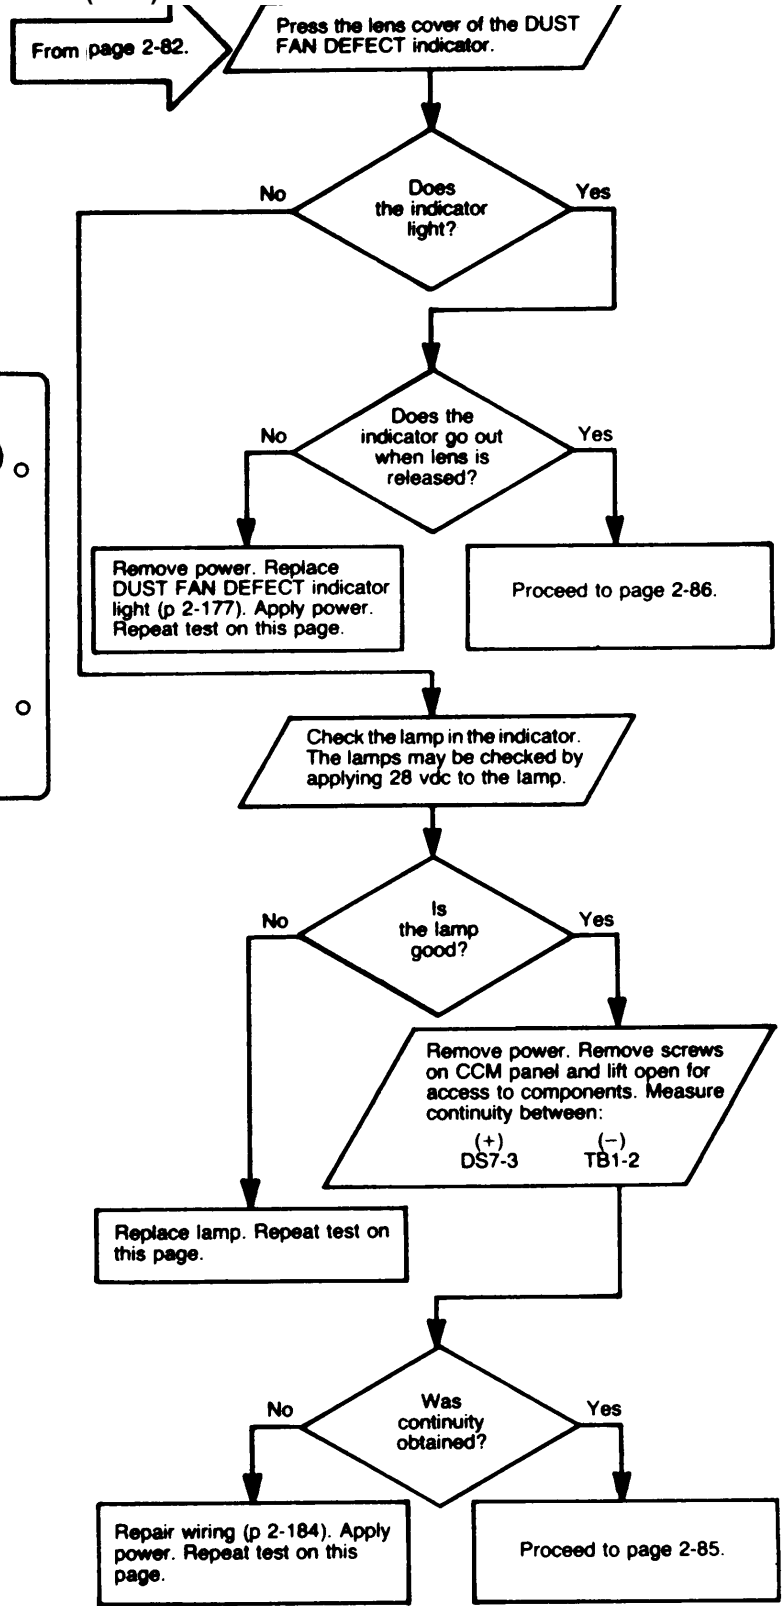 From page 2-82.
Press the lens cover of the DUST
FAN DEFECT indicator.
Does
the indicator
light?
No
Yes
Does the
indicator go out
when lens is
released?
No
Yes
Remove power. Replace
DUST FAN DEFECT indicator
light (p 2-177). Apply power.
Repeat test on this page.
Proceed to page 2-86.
Check the lamp in the indicator.
The lamps may be checked by
applying 28 vdc to the lamp.
Is
the lamp
good?
No
Yes
Remove power. Remove screws
on CCM panel and lift open for
access to components. Measure
continuity between:
(+) (−)
DS7-3 TB1-2
Replace lamp. Repeat test on
this page.
Was
continuity
obtained?
No
Yes
Repair wiring (p 2-184). Apply
power. Repeat test on this
page.
Proceed to page 2-85.